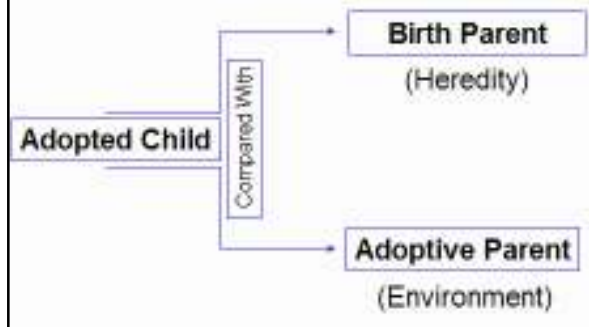 Birth Parent
(Heredity)
Compared With
Adopted Child
Adoptive Parent
(Environment)